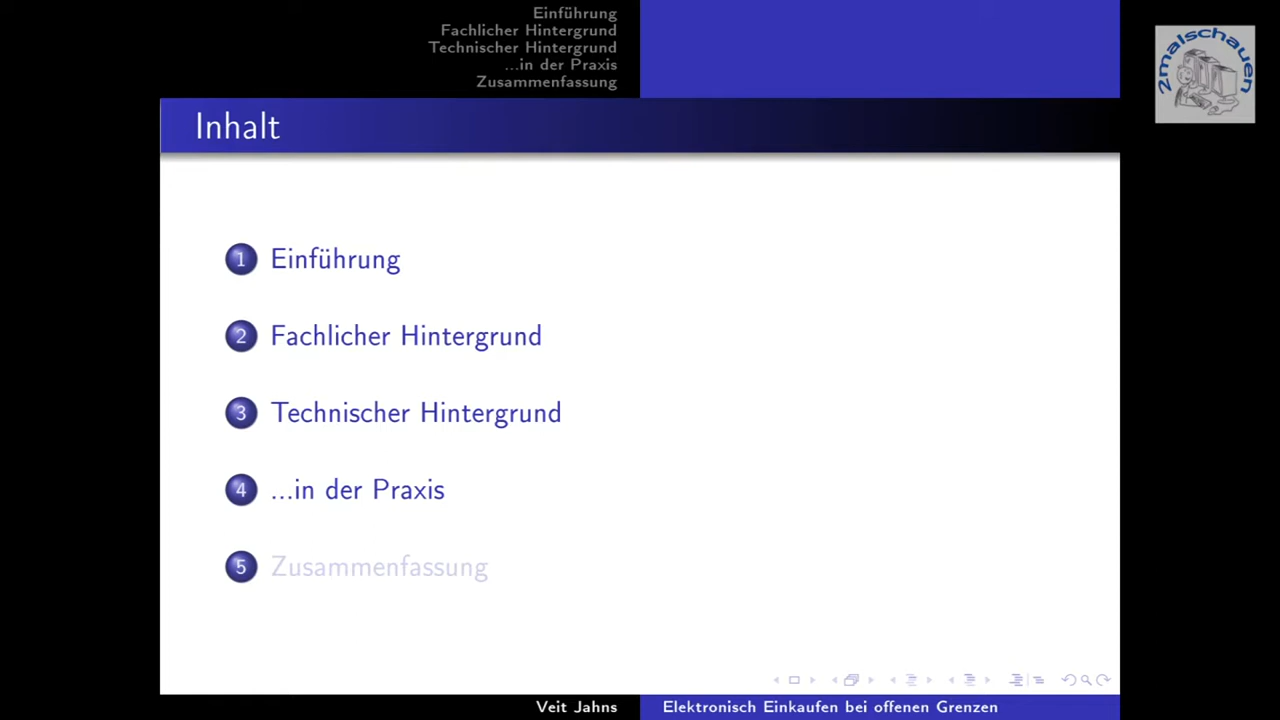 Einführung
Fachlicher Hintergrund
Technischer Hintergrund
...in der Praxis
Zusammenfassung
2malschauen
Inhalt
1 Einführung
2 Fachlicher Hintergrund
3 Technischer Hintergrund
4 ...in der Praxis
5 Zusammenfassung
Veit Jahns Elektronisch Einkaufen bei offenen Grenzen